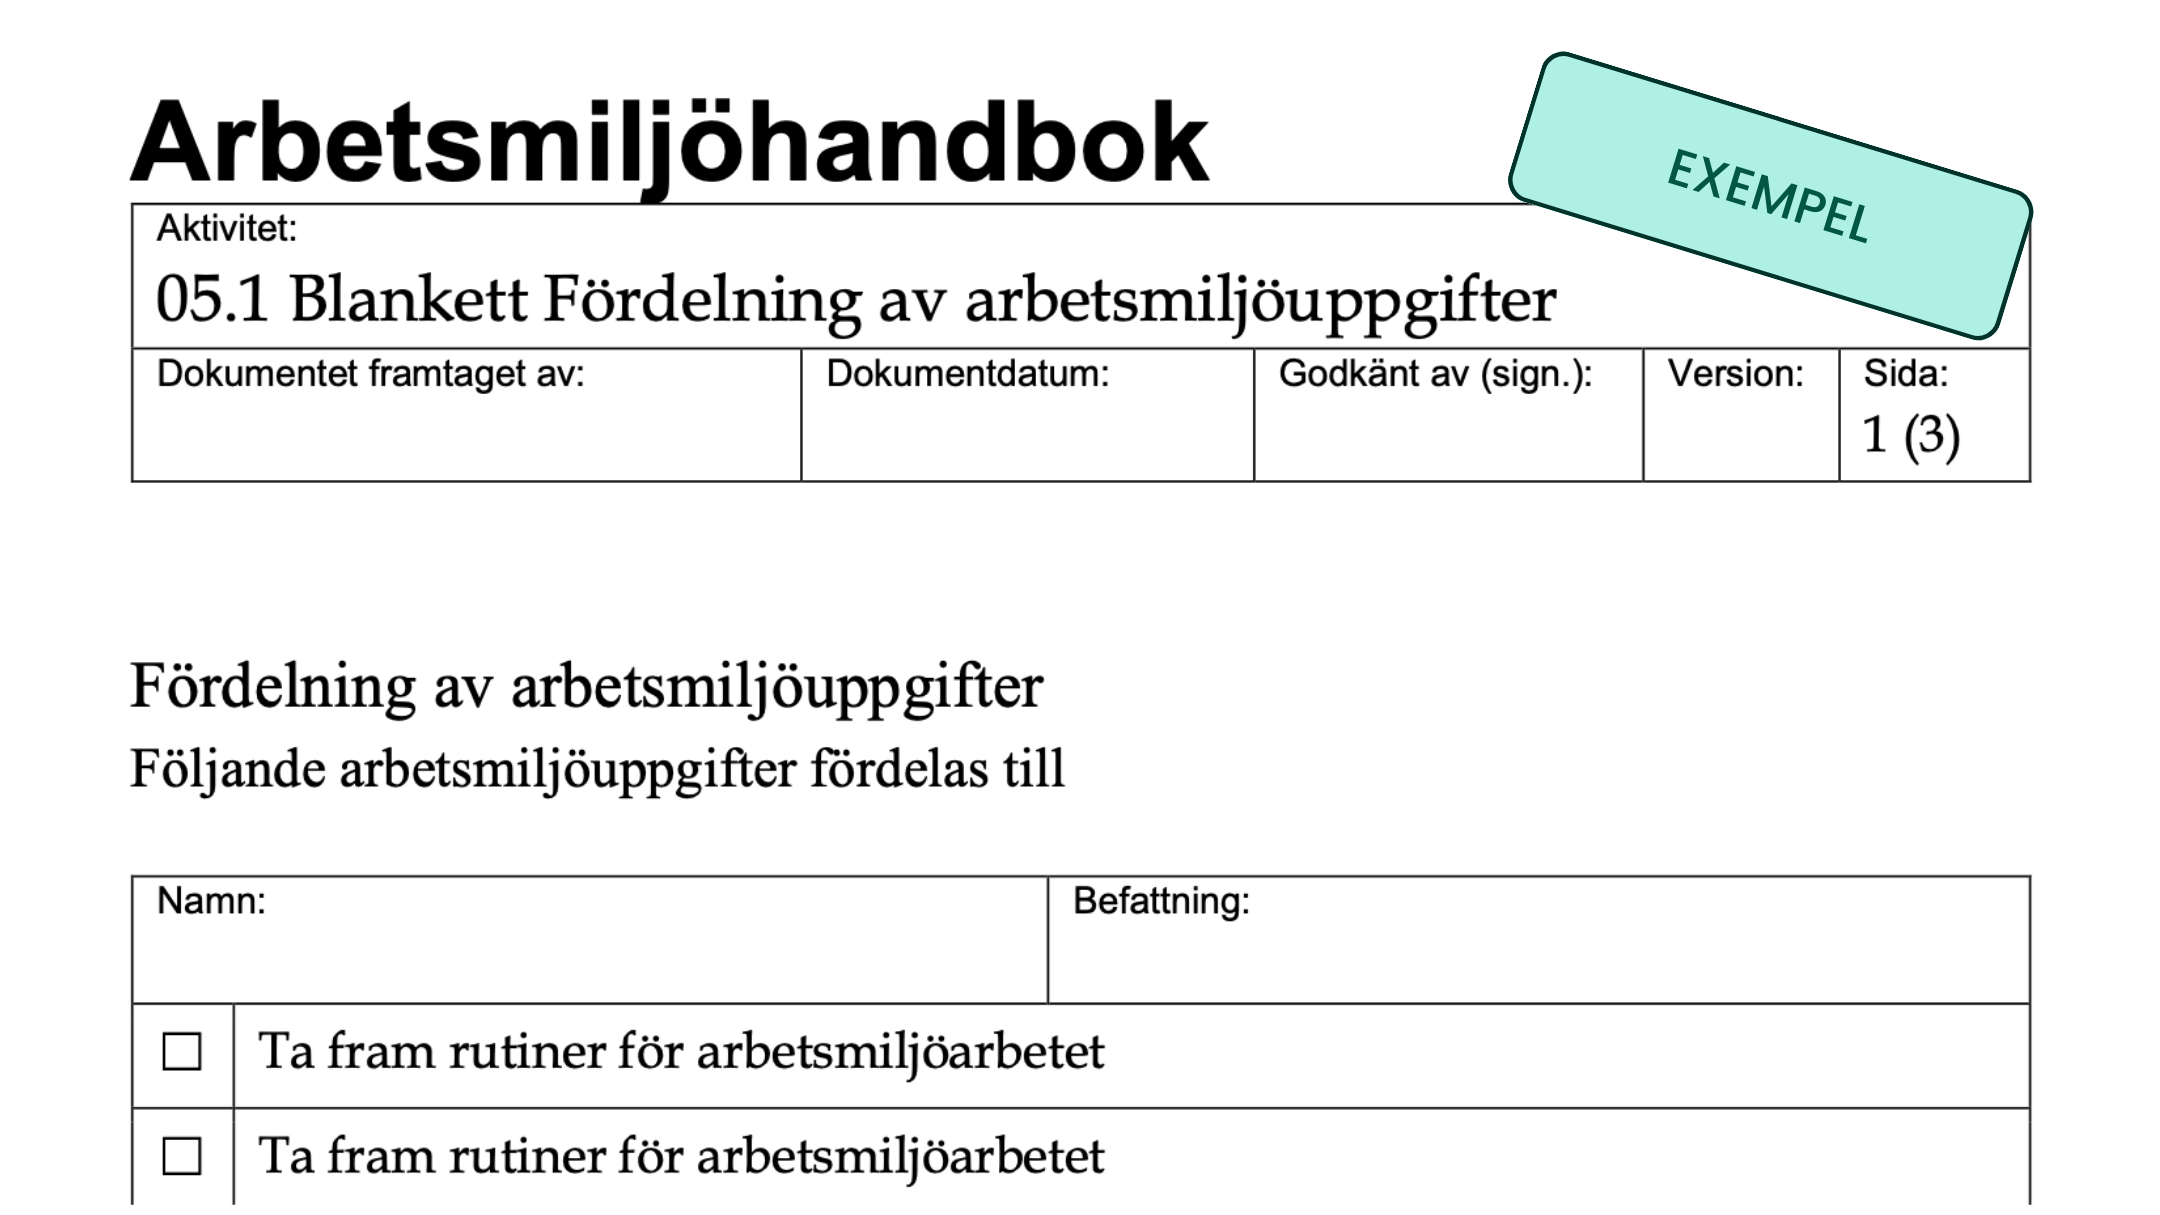 Arbetsmiljöhandbok
EXEMPEL
Aktivitet:
05.1 Blankett Fördelning av arbetsmiljöuppgifter
Dokumentet framtaget av: Dokumentdatum: Godkänt av (sign.): Version: Sida:
1 (3)
Fördelning av arbetsmiljöuppgifter
Följande arbetsmiljöuppgifter fördelas till
Namn: Befattning:
☐ Ta fram rutiner för arbetsmiljöarbetet
☐ Ta fram rutiner för arbetsmiljöarbetet